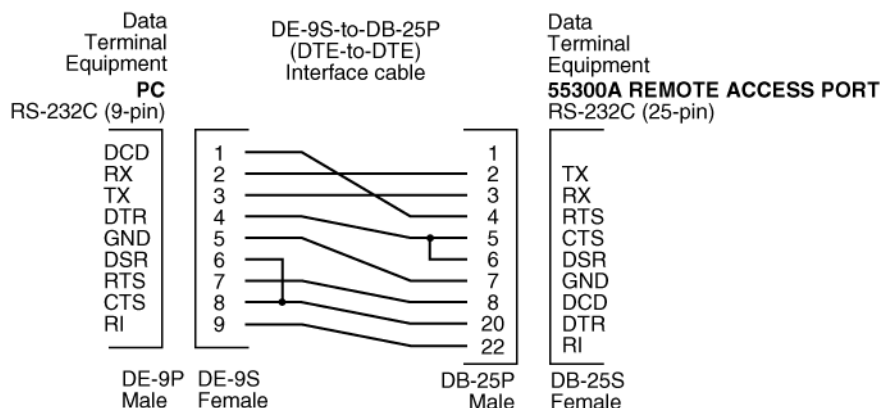 Data
Terminal
Equipment
PC
RS-232C (9-pin)
DE-9S-to-DB-25P
(DTE-to-DTE)
Interface cable
Data
Terminal
Equipment
55300A REMOTE ACCESS PORT
RS-232C (25-pin)
DCD 1 1
RX 2 2 TX
TX 3 3 RX
DTR 4 4 RTS
GND 5 5 CTS
DSR 6 6 DSR
RTS 7 7 GND
CTS 8 8 DCD
RI 9 20 DTR
22 RI
DE-9P DE-9S DB-25P DB-25S
Male Female Male Female